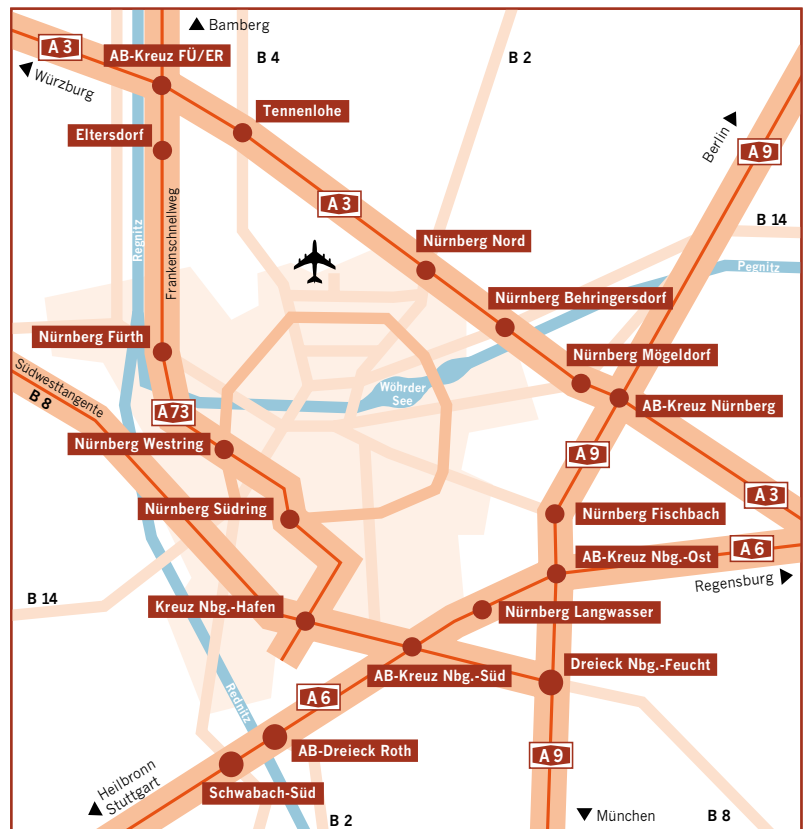 Bamberg
A 3
AB-Kreuz FÜ/ER
B 4
B 2
Würzburg
Tennenlohe
Eltersdorf
Berlin
A 9
A 3
B 14
Regnitz
Frankenschnellweg
Nürnberg Nord
Pegnitz
Nürnberg Behringersdorf
Nürnberg Fürth
Nürnberg Mögeldorf
Südwesttangente
B 8
Wöhrder
See
A 73
AB-Kreuz Nürnberg
Nürnberg Westring
A 9
A 3
Nürnberg Südring
Nürnberg Fischbach
A 6
AB-Kreuz Nbg.-Ost
Regensburg
B 14
Kreuz Nbg.-Hafen
Nürnberg Langwasser
AB-Kreuz Nbg.-Süd
Dreieck Nbg.-Feucht
Rednitz
A 6
AB-Dreieck Roth
A 9
Schwabach-Süd
Heilbronn
Stuttgart
B 2
München
B 8